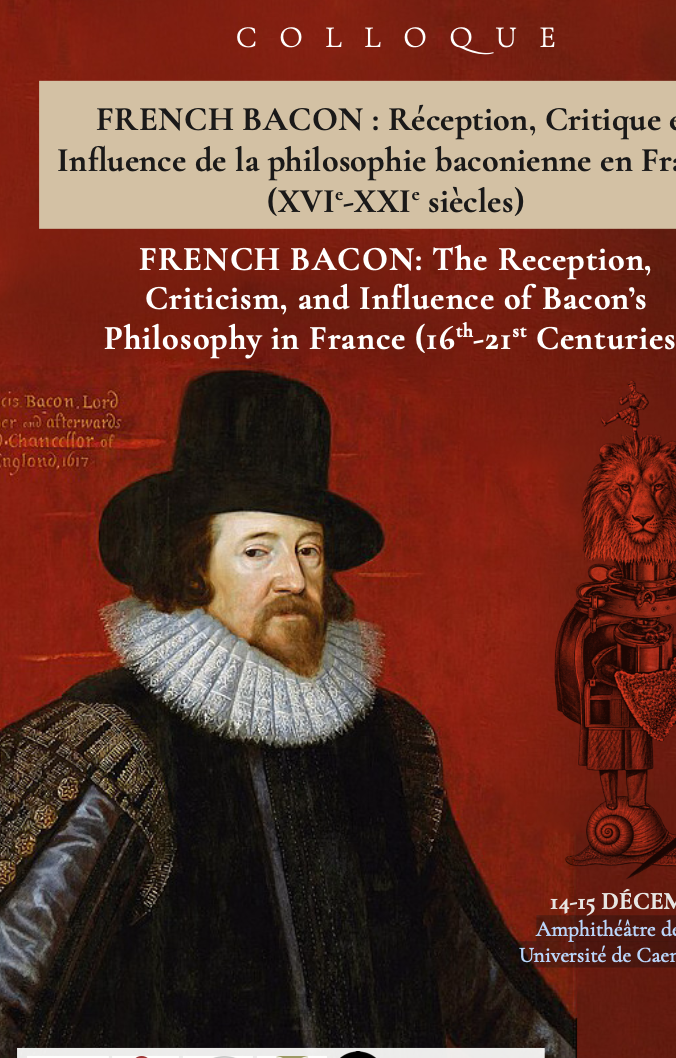 COLLOQUE
FRENCH BACON : Réception, Critique e
Influence de la philosophie baconienne en Fra
(XVIe-XXIe siècles)
FRENCH BACON: The Reception,
Criticism, and Influence of Bacon’s
Philosophy in France (16th-21st Centuries
cis Bacon, Lord
er and afterwards
Chancellor of
ngland, 1617
14-15 DÉCEM
Amphithéâtre de
Université de Caen